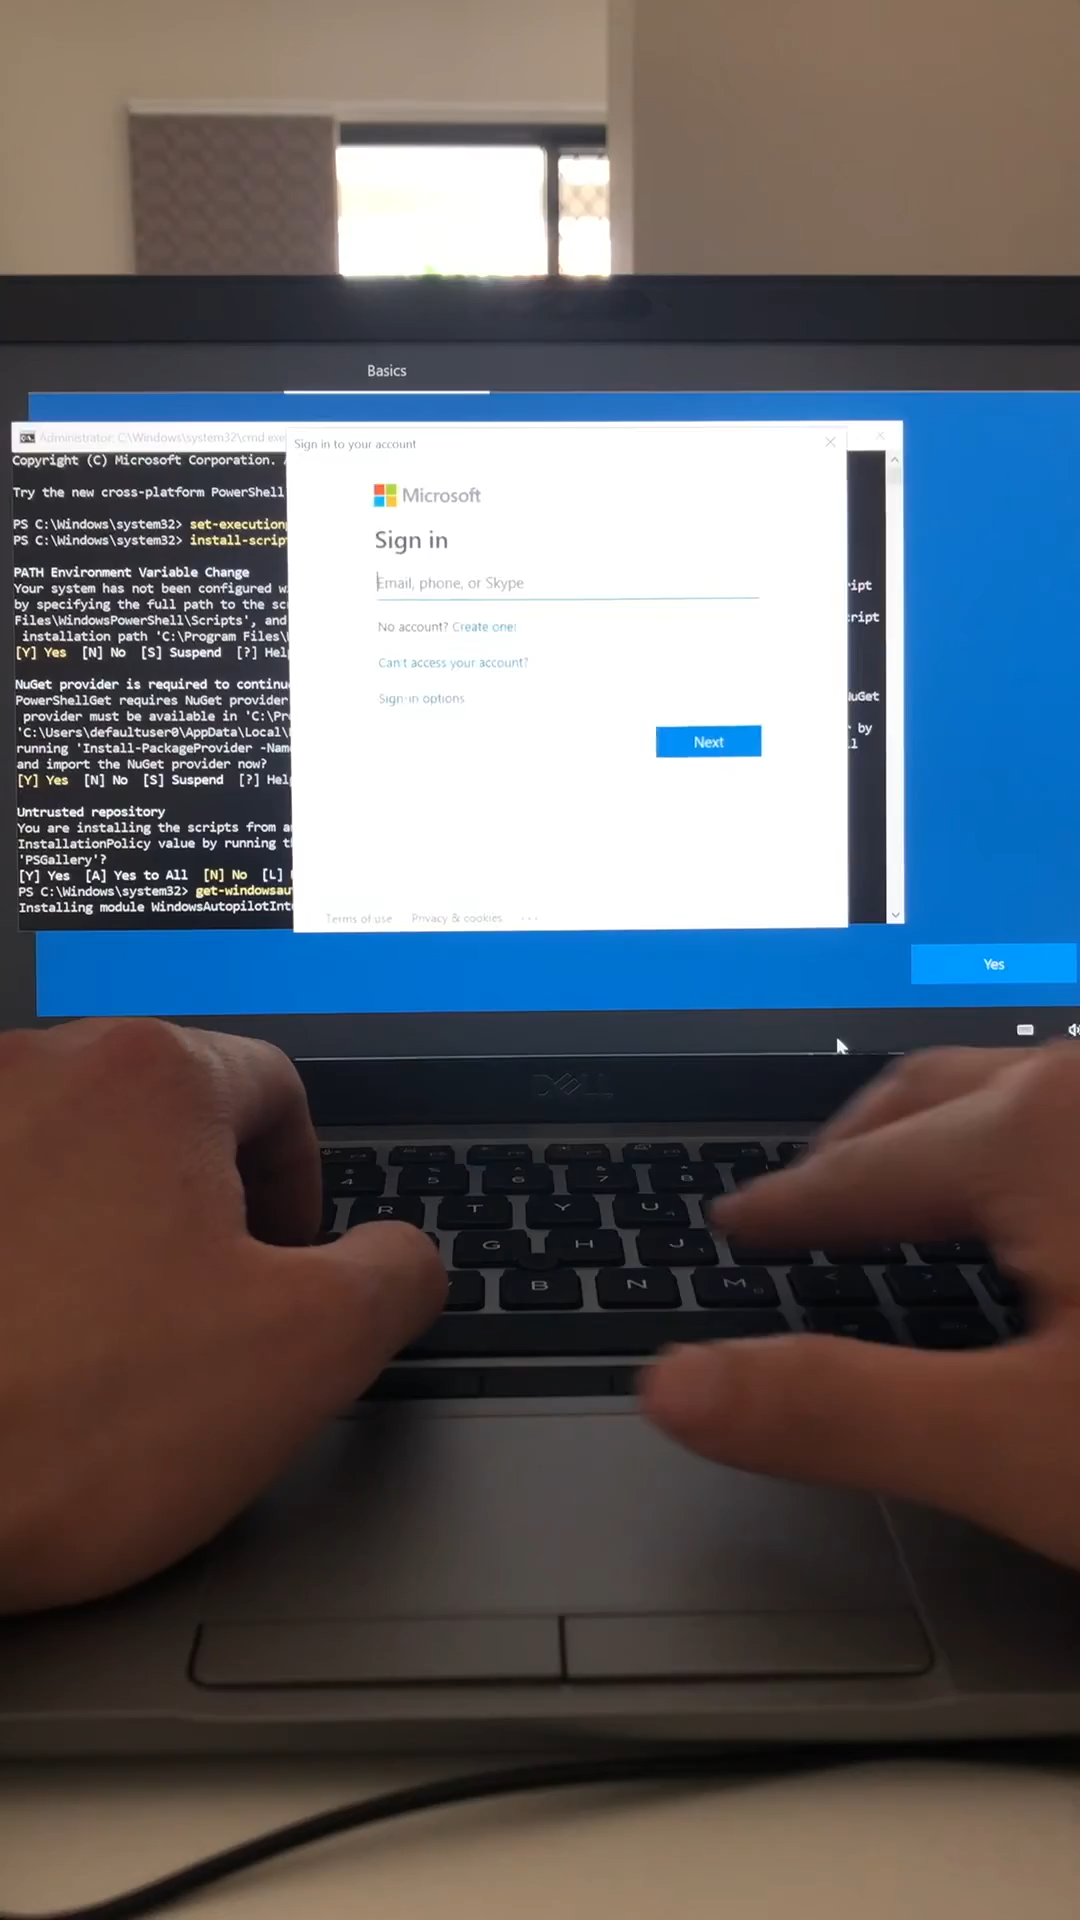 Basics
Administrator: C:\Windows\system32\cmd.exe
Sign in to your account
Copyright (C) Microsoft Corporation.
Try the new cross-platform PowerShell
PS C:\Windows\system32> set-execution
PS C:\Windows\system32> install-scrip
PATH Environment Variable Change
Your system has not been configured w
by specifying the full path to the sc
Files\WindowsPowerShell\Scripts', and
installation path 'C:\Program Files\
[Y] Yes [N] No [S] Suspend [?] Hel
NuGet provider is required to continu
PowerShellGet requires NuGet provider
provider must be available in 'C:\Pr
'C:\Users\defaultuser0\AppData\Local\
running 'Install-PackageProvider -Nam
and import the NuGet provider now?
[Y] Yes [N] No [S] Suspend [?] Hel
Untrusted repository
You are installing the scripts from a
InstallationPolicy value by running t
'PSGallery'?
[Y] Yes [A] Yes to All [N] No [L]
PS C:\Windows\system32> get-windowsau
Installing module WindowsAutopilotInt
ipt
ript
NuGet
by
Microsoft
Sign in
Email, phone, or Skype
No account? Create one!
Can't access your account?
Sign-in options
Next
Terms of use Privacy & cookies ...
Yes
DELL
4 5 6 7 8
R T Y U
G H J
B N M